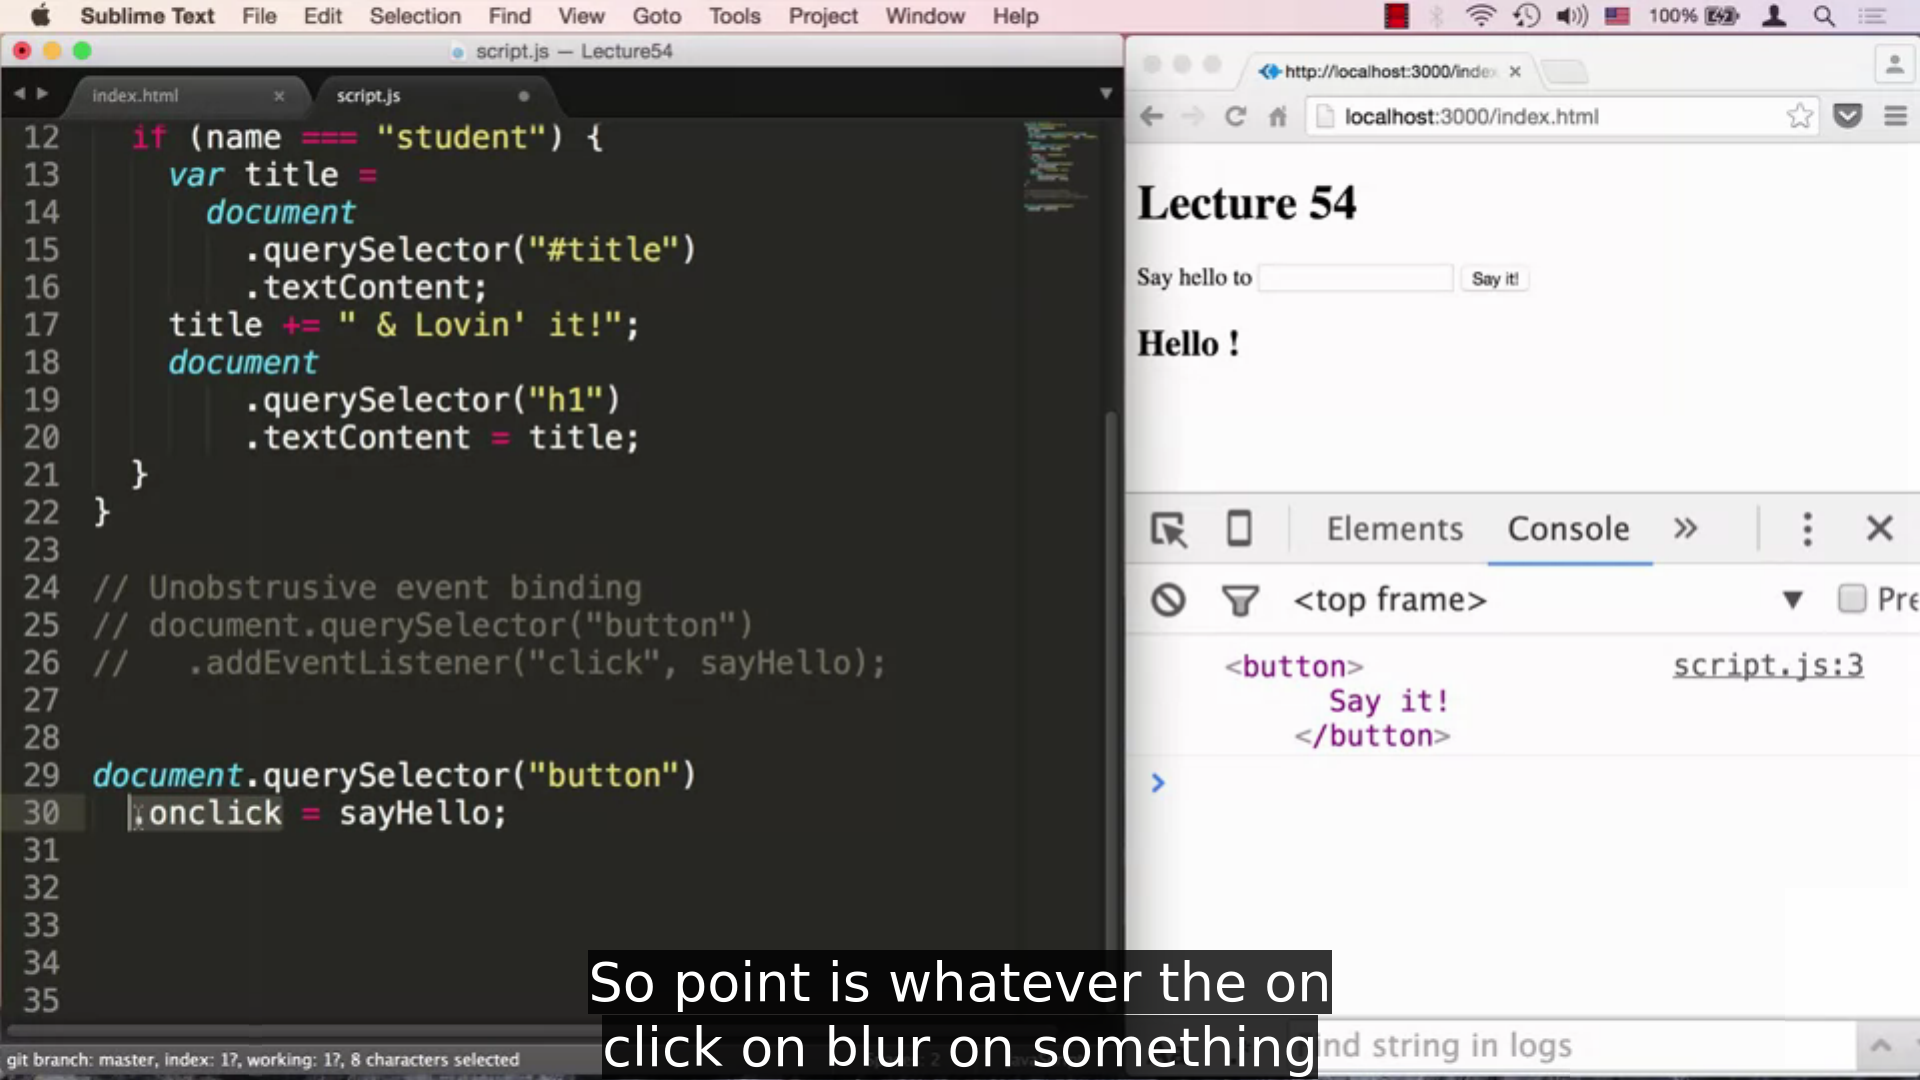 Sublime Text File Edit Selection Find View Goto Tools Project Window Help 100%
script.js — Lecture54
index.html × script.js
http://localhost:3000/inde ×
localhost:3000/index.html
12 if (name === "student") {
13 var title =
14 document
15 .querySelector("#title")
16 .textContent;
17 title += " & Lovin' it!";
18 document
19 .querySelector("h1")
20 .textContent = title;
21 }
22 }
23
24 // Unobstrusive event binding
25 // document.querySelector("button")
26 // .addEventListener("click", sayHello);
27
28
29 document.querySelector("button")
30 .onclick = sayHello;
31
32
33
34
35
git branch: master, index: 1?, working: 1?, 8 characters selected
Lecture 54
Say hello to Say it!
Hello !
Elements Console »
<top frame> Pre
<button> script.js:3
Say it!
</button>
ind string in logs
So point is whatever the on
click on blur on something